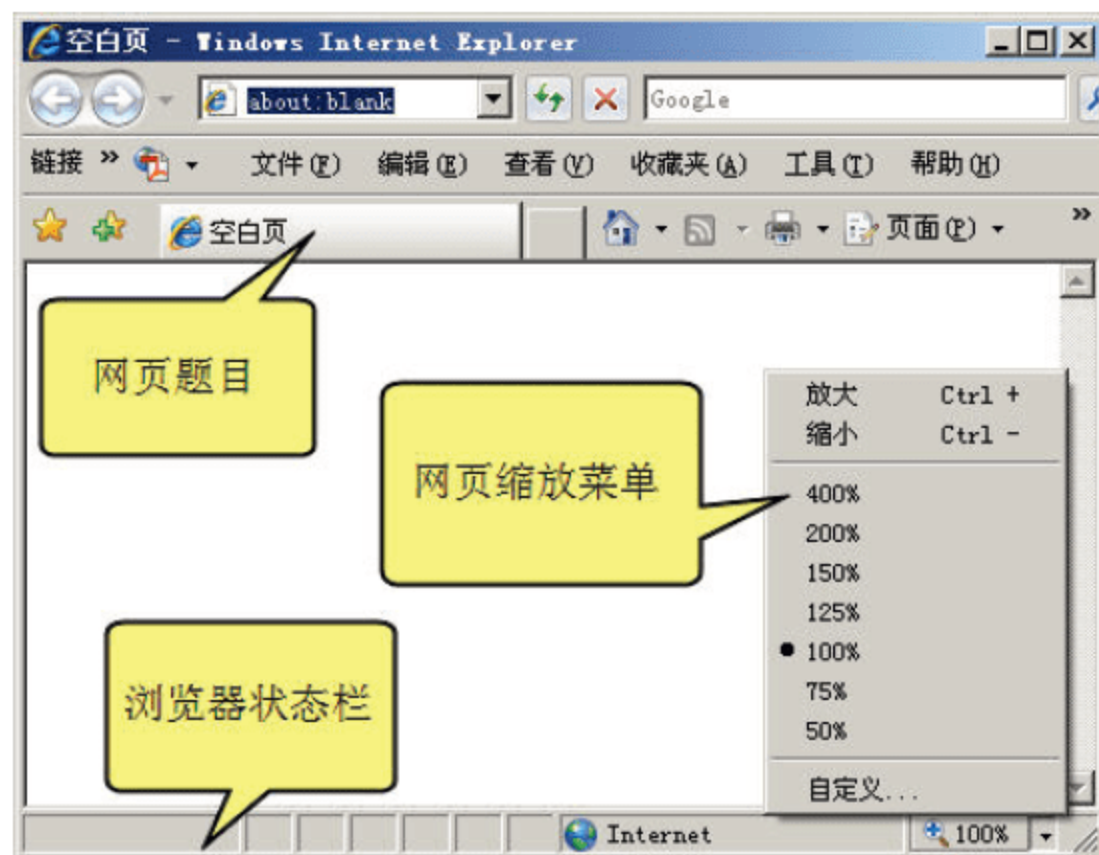 空白页 - Windows Internet Explorer
about:blank
Google
链接 » 文件(F) 编辑(E) 查看(V) 收藏夹(A) 工具(T) 帮助(H)
空白页 页面(P) »
网页题目
网页缩放菜单
放大 Ctrl +
缩小 Ctrl -
400%
200%
150%
125%
100%
75%
50%
自定义...
浏览器状态栏
Internet 100%